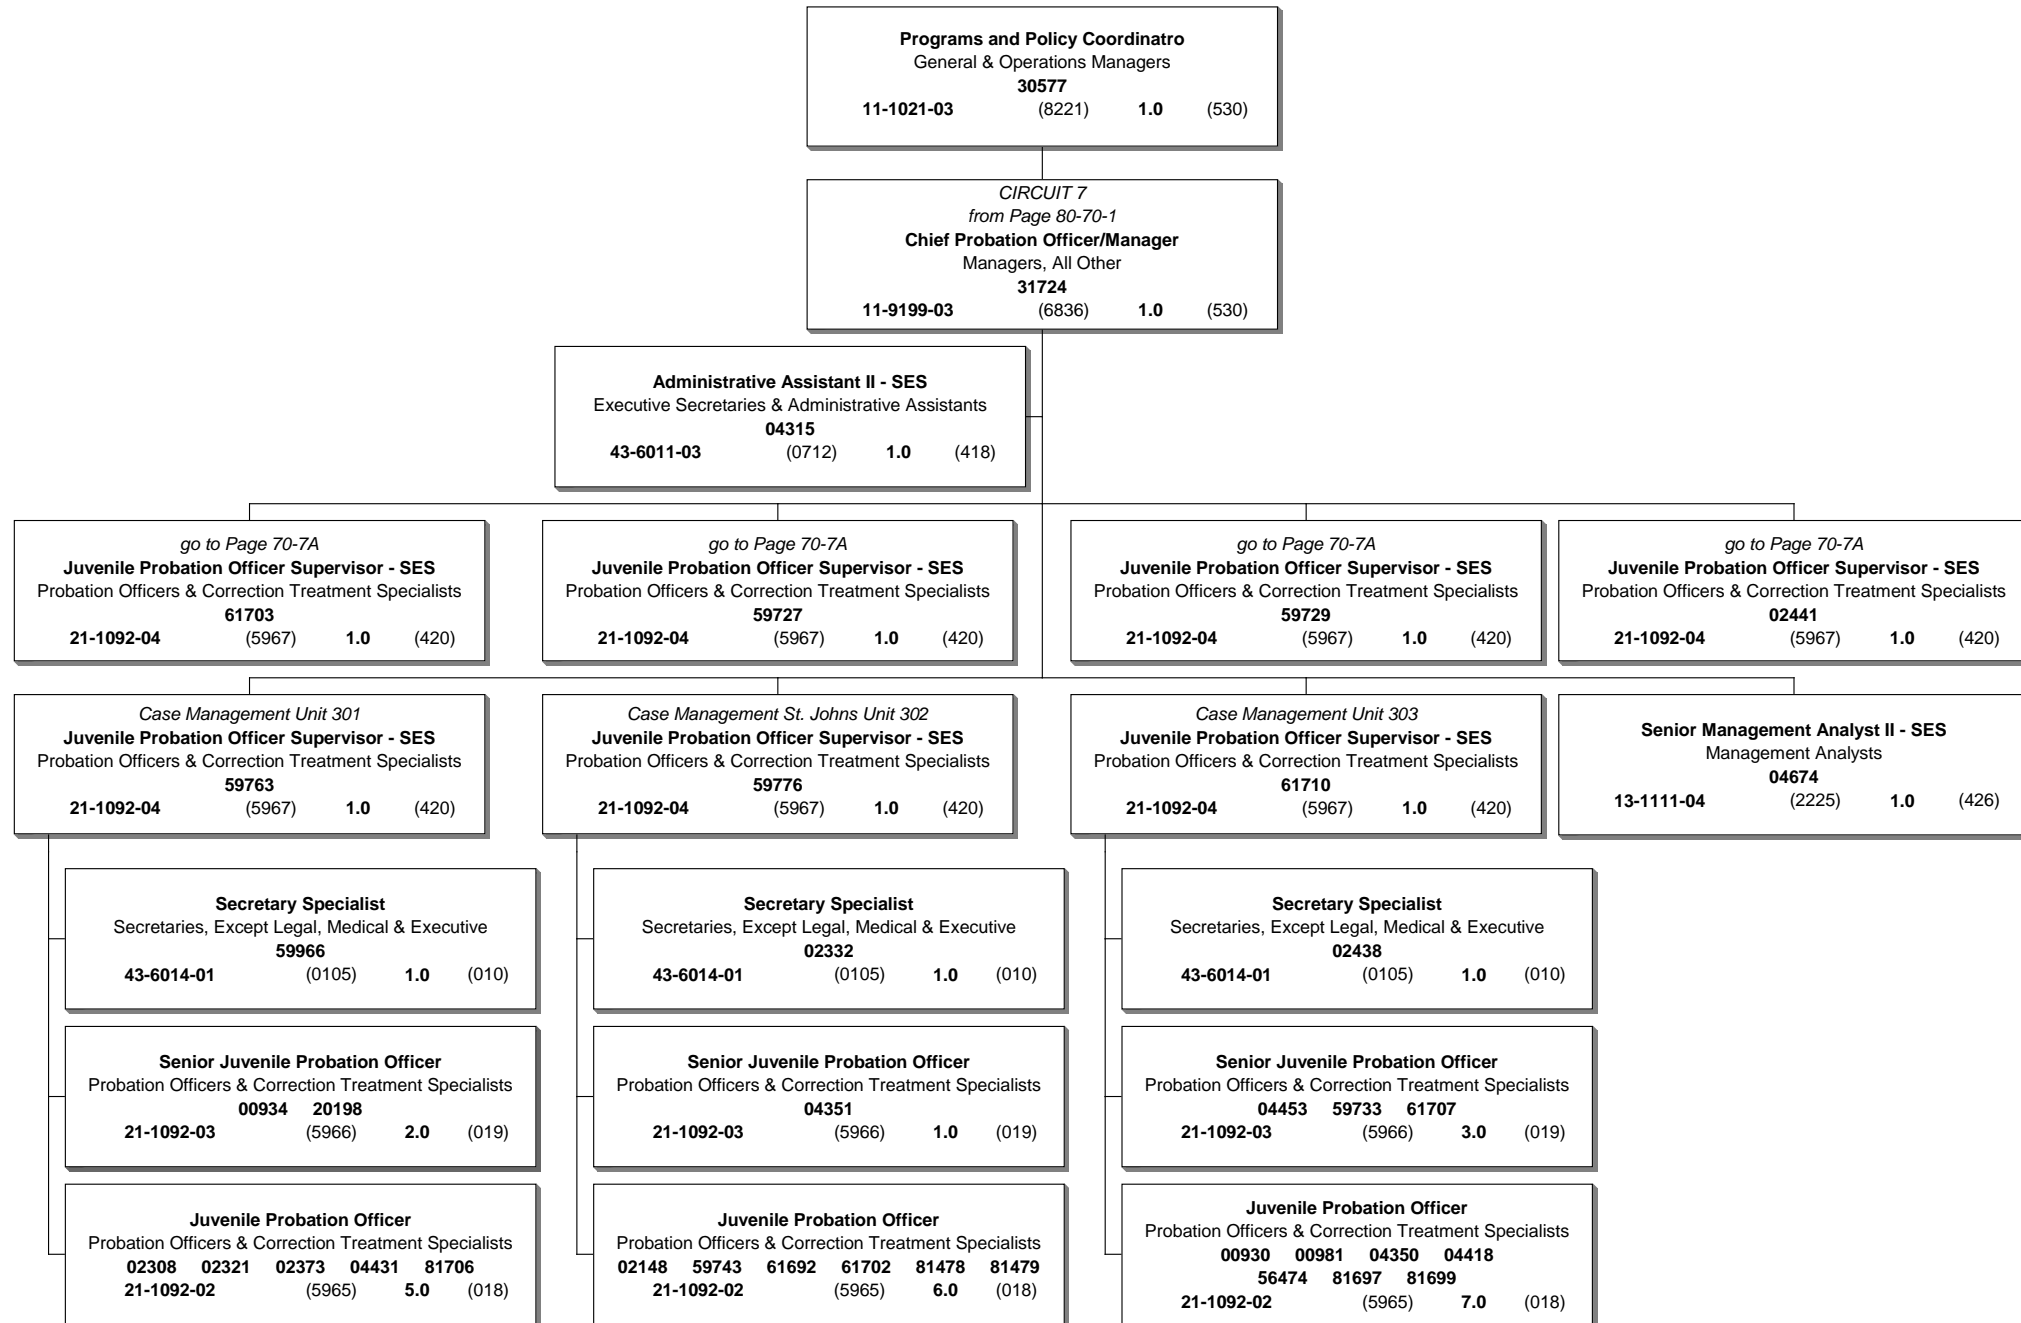 Programs and Policy Coordinatro
General & Operations Managers
30577
11-1021-03 (8221) 1.0 (530)
CIRCUIT 7
from Page 80-70-1
Chief Probation Officer/Manager
Managers, All Other
31724
11-9199-03 (6836) 1.0 (530)
Administrative Assistant II - SES
Executive Secretaries & Administrative Assistants
04315
43-6011-03 (0712) 1.0 (418)
go to Page 70-7A
Juvenile Probation Officer Supervisor - SES
Probation Officers & Correction Treatment Specialists
61703
21-1092-04 (5967) 1.0 (420)
go to Page 70-7A
Juvenile Probation Officer Supervisor - SES
Probation Officers & Correction Treatment Specialists
59727
21-1092-04 (5967) 1.0 (420)
go to Page 70-7A
Juvenile Probation Officer Supervisor - SES
Probation Officers & Correction Treatment Specialists
59729
21-1092-04 (5967) 1.0 (420)
go to Page 70-7A
Juvenile Probation Officer Supervisor - SES
Probation Officers & Correction Treatment Specialists
02441
21-1092-04 (5967) 1.0 (420)
Case Management Unit 301
Juvenile Probation Officer Supervisor - SES
Probation Officers & Correction Treatment Specialists
59763
21-1092-04 (5967) 1.0 (420)
Case Management St. Johns Unit 302
Juvenile Probation Officer Supervisor - SES
Probation Officers & Correction Treatment Specialists
59776
21-1092-04 (5967) 1.0 (420)
Case Management Unit 303
Juvenile Probation Officer Supervisor - SES
Probation Officers & Correction Treatment Specialists
61710
21-1092-04 (5967) 1.0 (420)
Senior Management Analyst II - SES
Management Analysts
04674
13-1111-04 (2225) 1.0 (426)
Secretary Specialist
Secretaries, Except Legal, Medical & Executive
59966
43-6014-01 (0105) 1.0 (010)
Secretary Specialist
Secretaries, Except Legal, Medical & Executive
02332
43-6014-01 (0105) 1.0 (010)
Secretary Specialist
Secretaries, Except Legal, Medical & Executive
02438
43-6014-01 (0105) 1.0 (010)
Senior Juvenile Probation Officer
Probation Officers & Correction Treatment Specialists
00934 20198
21-1092-03 (5966) 2.0 (019)
Senior Juvenile Probation Officer
Probation Officers & Correction Treatment Specialists
04351
21-1092-03 (5966) 1.0 (019)
Senior Juvenile Probation Officer
Probation Officers & Correction Treatment Specialists
04453 59733 61707
21-1092-03 (5966) 3.0 (019)
Juvenile Probation Officer
Probation Officers & Correction Treatment Specialists
02308 02321 02373 04431 81706
21-1092-02 (5965) 5.0 (018)
Juvenile Probation Officer
Probation Officers & Correction Treatment Specialists
02148 59743 61692 61702 81478 81479
21-1092-02 (5965) 6.0 (018)
Juvenile Probation Officer
Probation Officers & Correction Treatment Specialists
00930 00981 04350 04418
56474 81697 81699
21-1092-02 (5965) 7.0 (018)